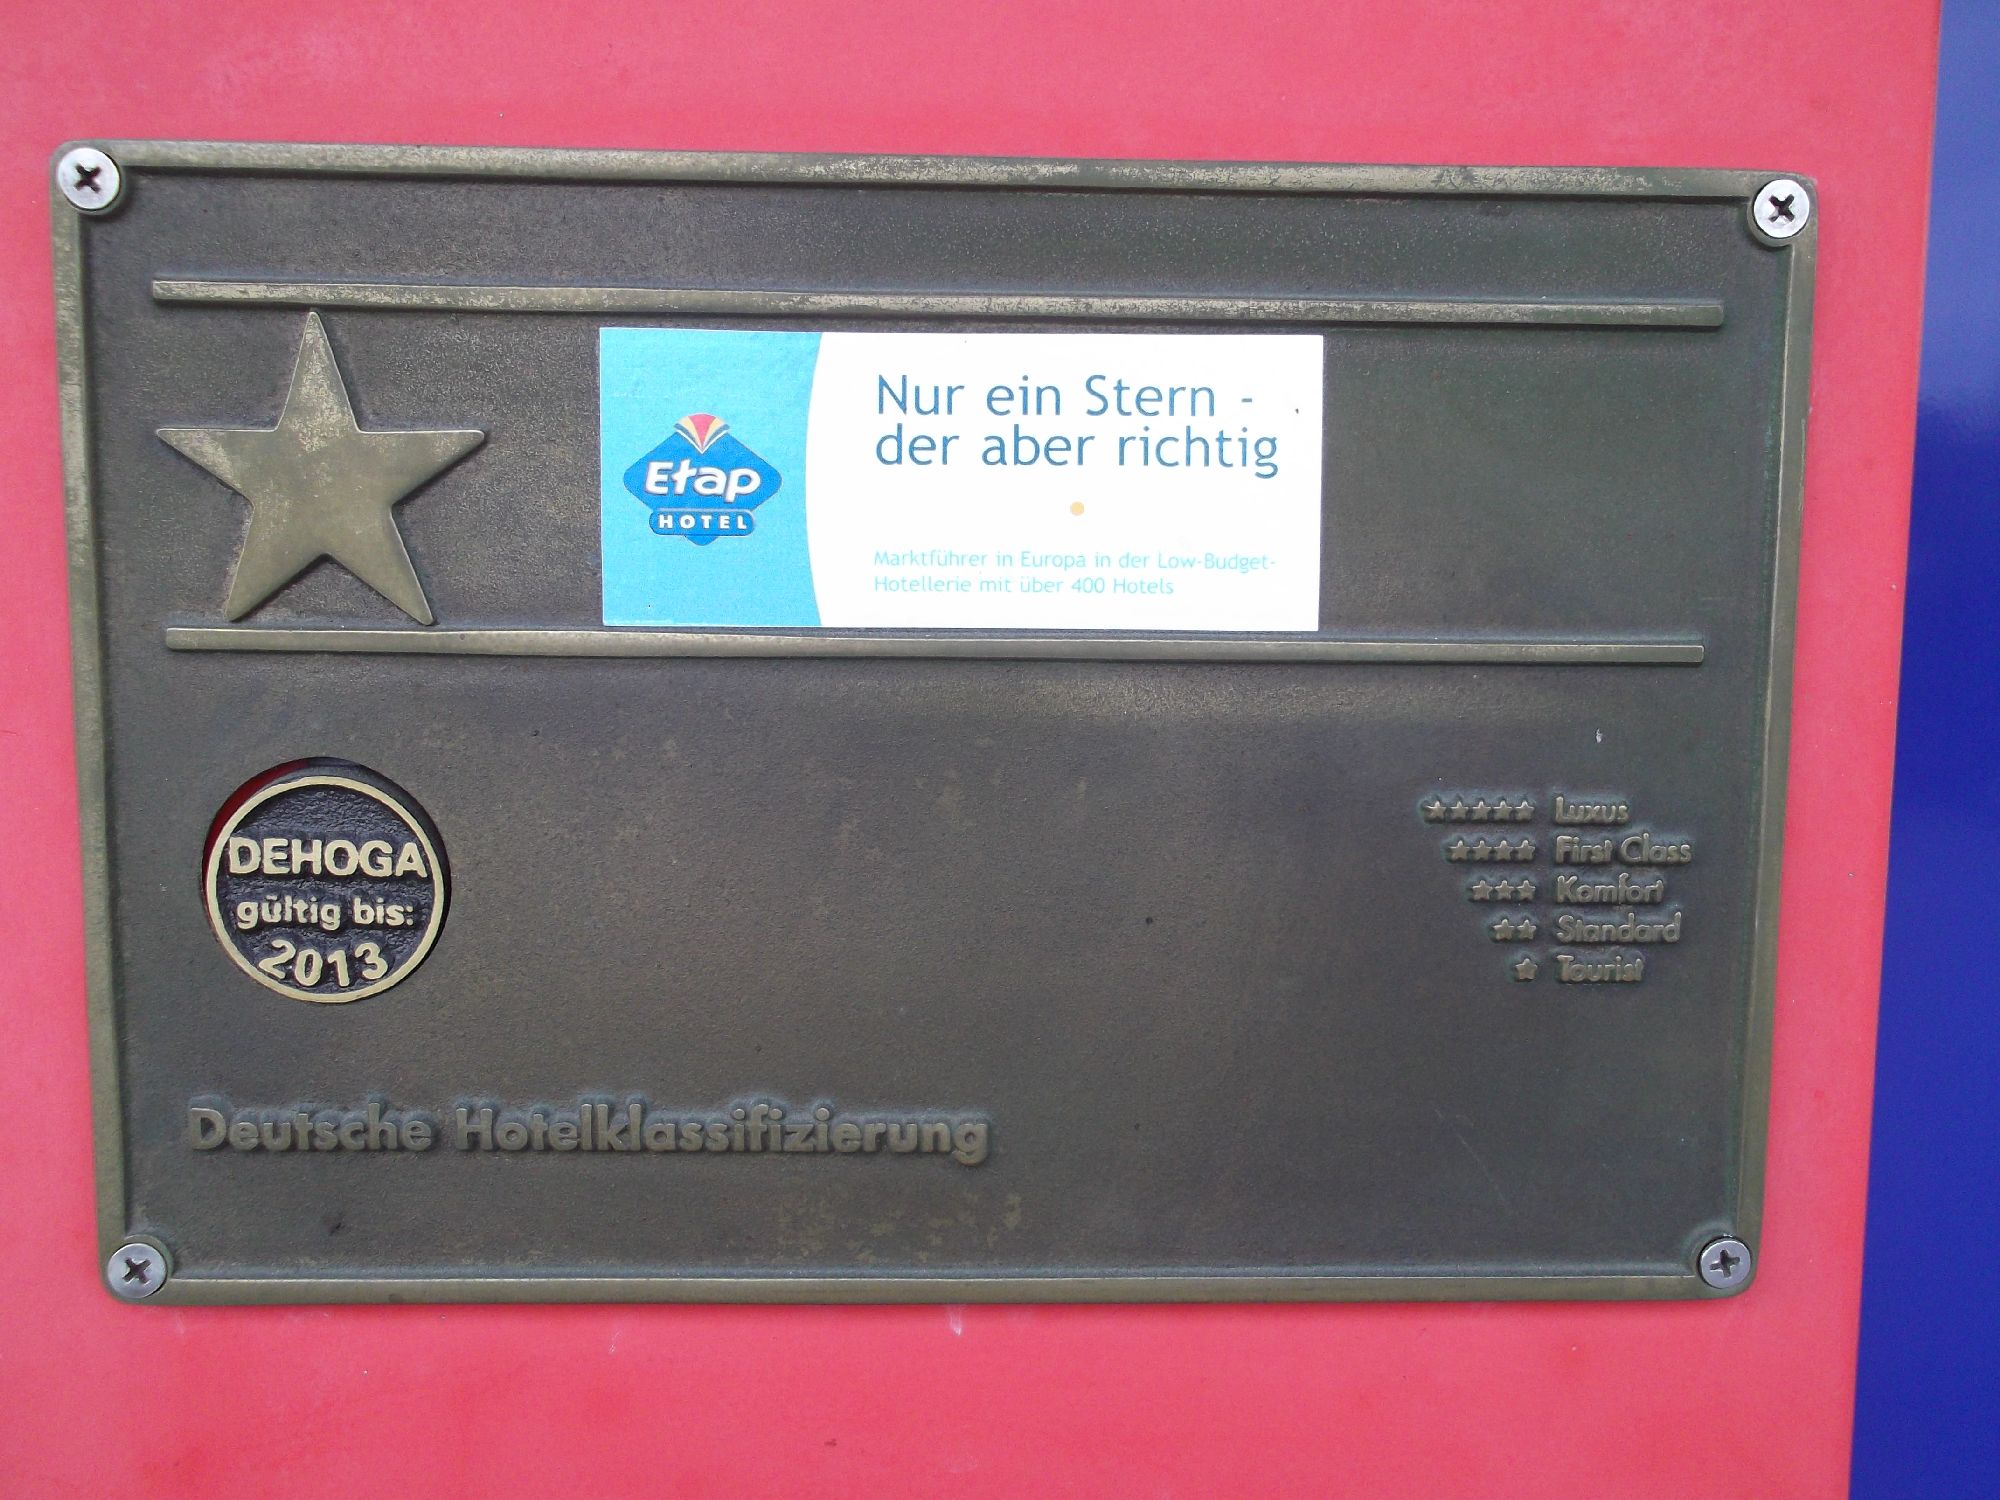 Nur ein Stern -
der aber richtig
Etap
HOTEL
Marktführer in Europa in der Low-Budget-
Hotellerie mit über 400 Hotels
DEHOGA
gültig bis:
2013
★★★★★ Luxus
★★★★ First Class
★★★ Komfort
★★ Standard
★ Tourist
Deutsche Hotelklassifizierung